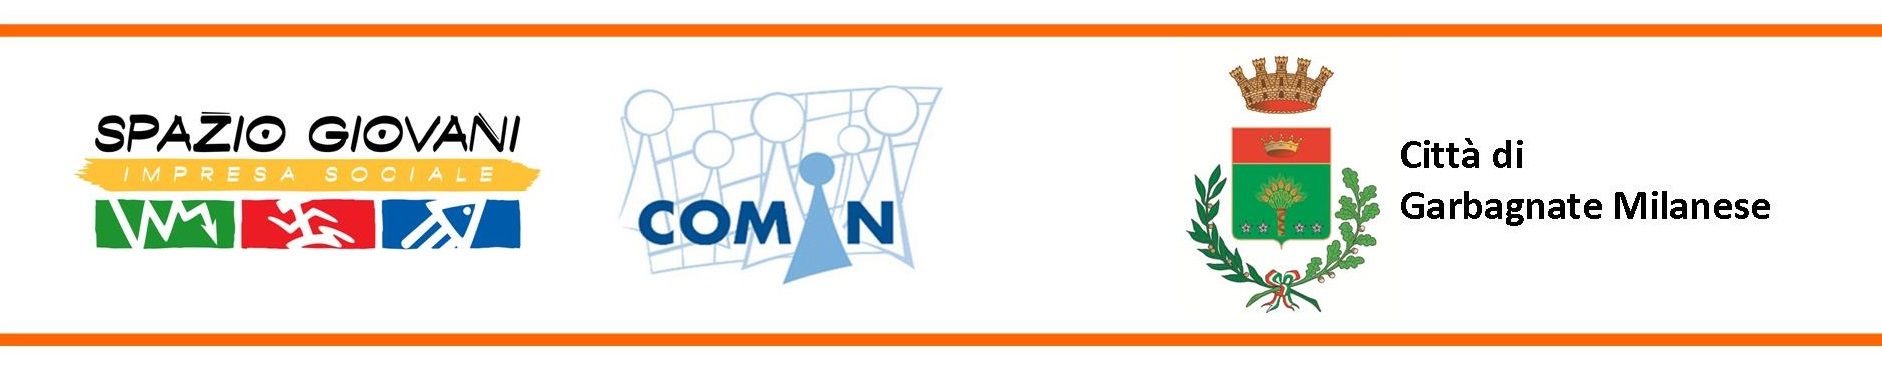 SPAZIO GIOVANI
IMPRESA SOCIALE
COMIN
Città di
Garbagnate Milanese